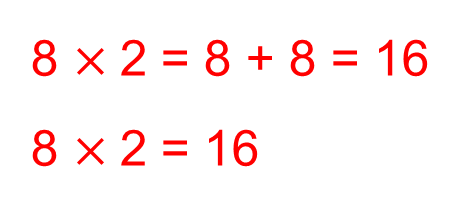 8 × 2 = 8 + 8 = 16
8 × 2 = 16